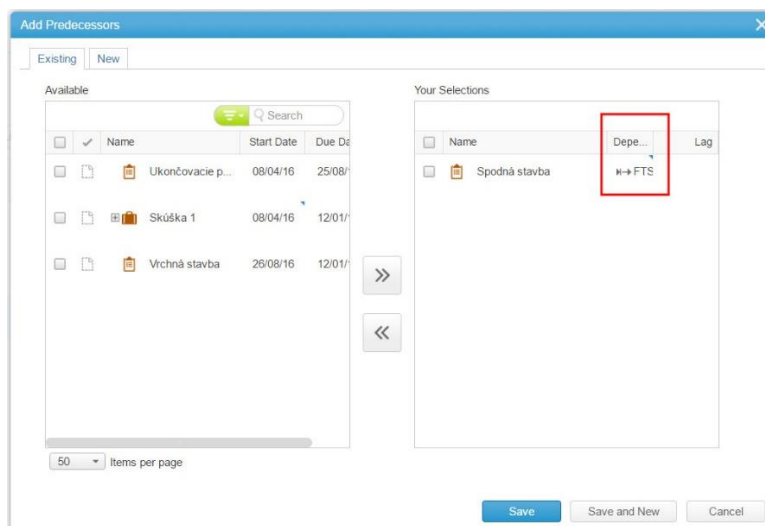 Add Predecessors
Existing New
Available
Your Selections
Search
Name Start Date Due Da
Name Depe... Lag
Ukončovacie p... 08/04/16 25/08/
Spodná stavba FTS
Skúška 1 08/04/16 12/01/
Vrchná stavba 26/08/16 12/01/
50 Items per page
Save Save and New Cancel